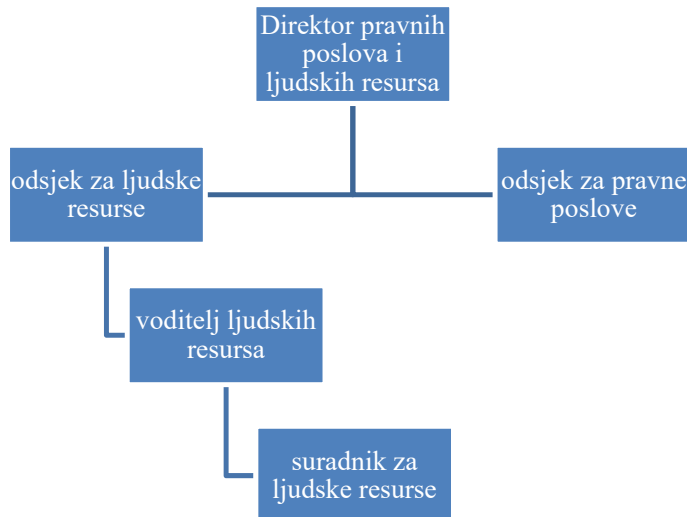 Direktor pravnih
poslova i
ljudskih resursa
odsjek za ljudske
resurse
odsjek za pravne
poslove
voditelj ljudskih
resursa
suradnik za
ljudske resurse